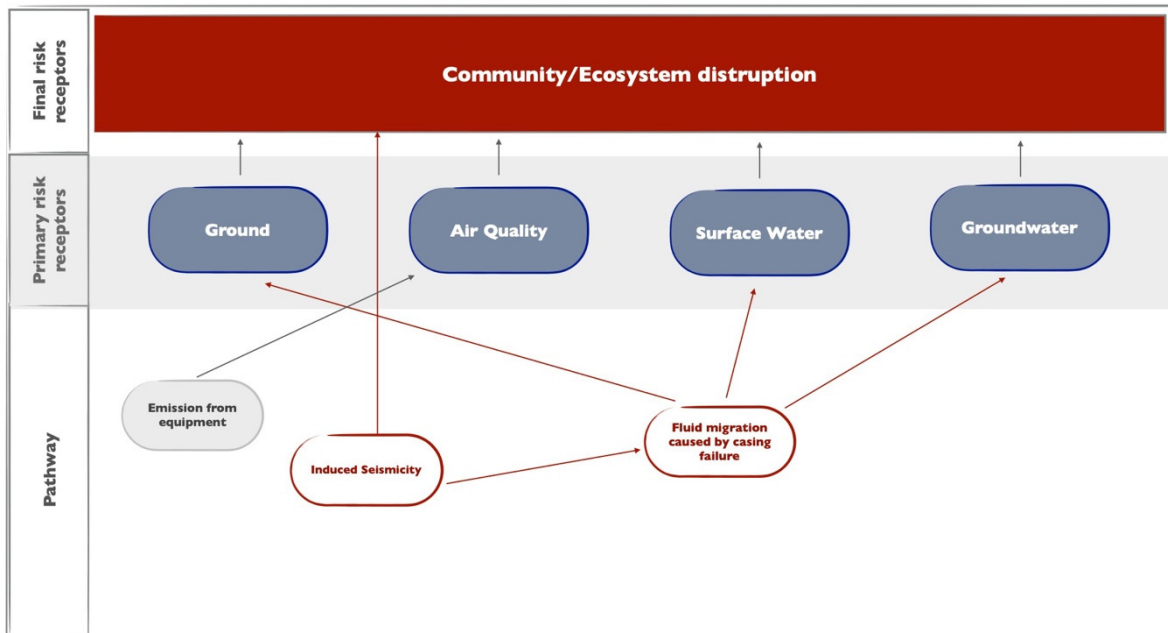 Final risk
receptors
Community/Ecosystem distruption
Primary risk
receptors
Ground
Air Quality
Surface Water
Groundwater
Pathway
Emission from
equipment
Induced Seismicity
Fluid migration
caused by casing
failure